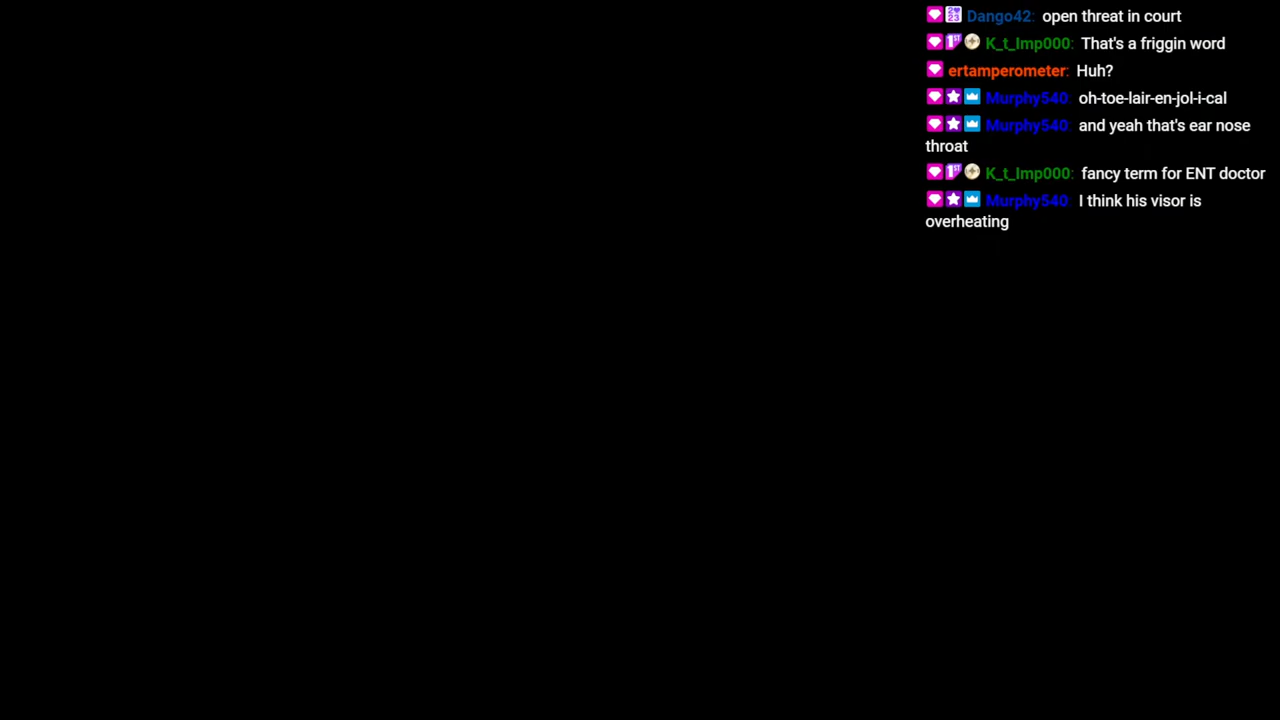 Dango42: open threat in court
K_t_Imp000: That's a friggin word
ertamperometer: Huh?
Murphy540: oh-toe-lair-en-jol-i-cal
Murphy540: and yeah that's ear nose
throat
K_t_Imp000: fancy term for ENT doctor
Murphy540: I think his visor is
overheating